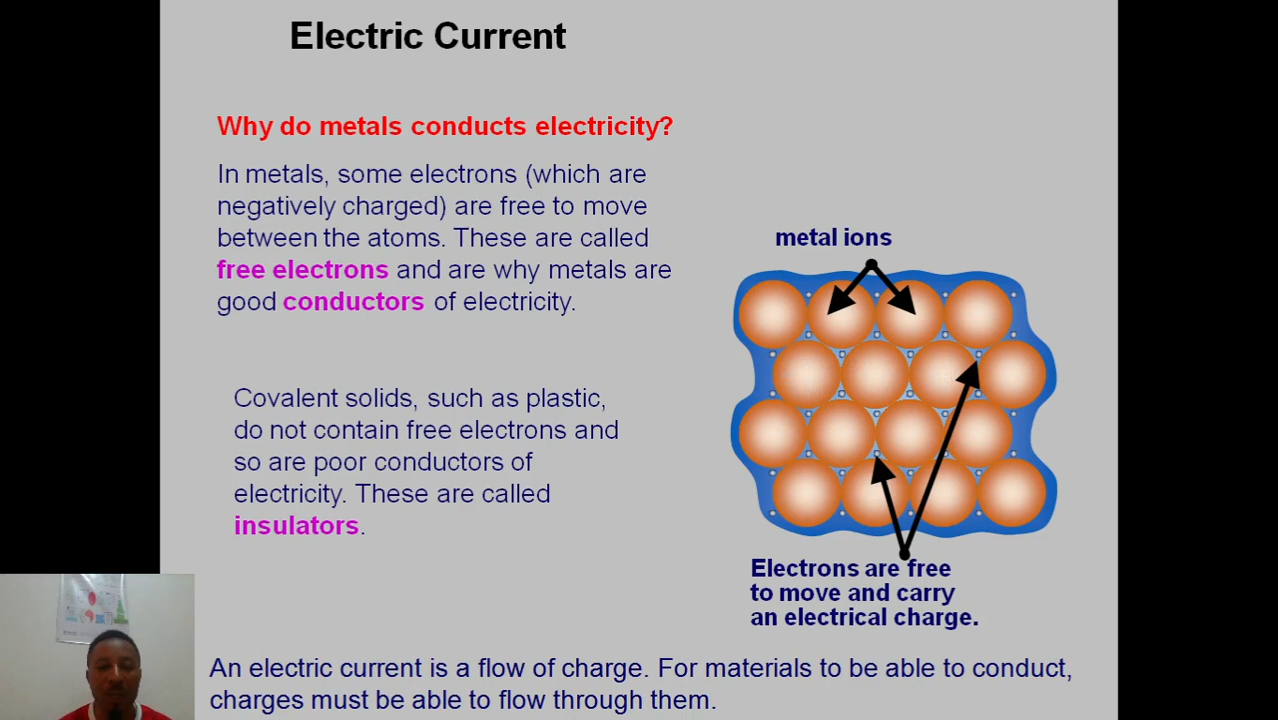 Electric Current
Why do metals conducts electricity?
In metals, some electrons (which are
negatively charged) are free to move
between the atoms. These are called
free electrons and are why metals are
good conductors of electricity.
metal ions
Covalent solids, such as plastic,
do not contain free electrons and
so are poor conductors of
electricity. These are called
insulators.
Electrons are free
to move and carry
an electrical charge.
An electric current is a flow of charge. For materials to be able to conduct,
charges must be able to flow through them.